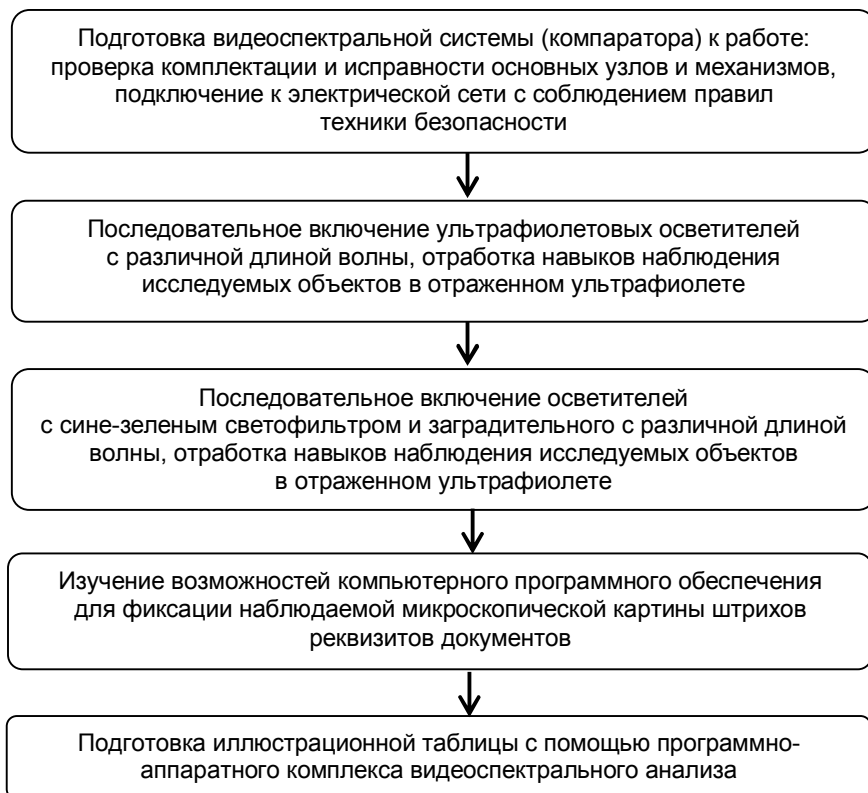 Подготовка видеоспектральной системы (компаратора) к работе:
проверка комплектации и исправности основных узлов и механизмов,
подключение к электрической сети с соблюдением правил
техники безопасности
Последовательное включение ультрафиолетовых осветителей
с различной длиной волны, отработка навыков наблюдения
исследуемых объектов в отраженном ультрафиолете
Последовательное включение осветителей
с сине-зеленым светофильтром и заградительного с различной длиной
волны, отработка навыков наблюдения исследуемых объектов
в отраженном ультрафиолете
Изучение возможностей компьютерного программного обеспечения
для фиксации наблюдаемой микроскопической картины штрихов
реквизитов документов
Подготовка иллюстрационной таблицы с помощью программно-
аппаратного комплекса видеоспектрального анализа